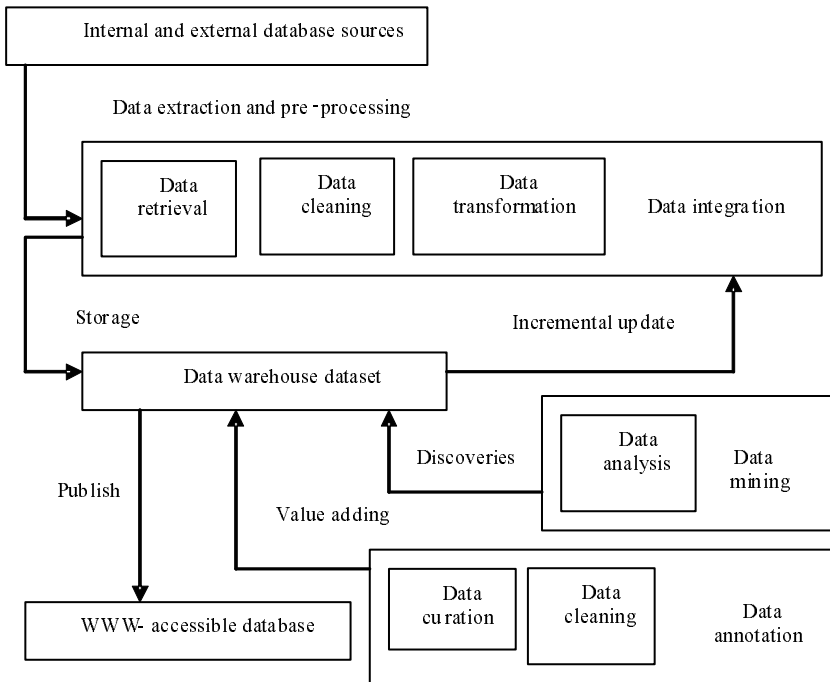 Internal and external database sources
Data extraction and pre-processing
Data
retrieval
Data
cleaning
Data
transformation
Data integration
Storage
Incremental update
Data warehouse dataset
Discoveries
Data
analysis
Data
mining
Publish
Value adding
Data
curation
Data
cleaning
Data
annotation
WWW- accessible database